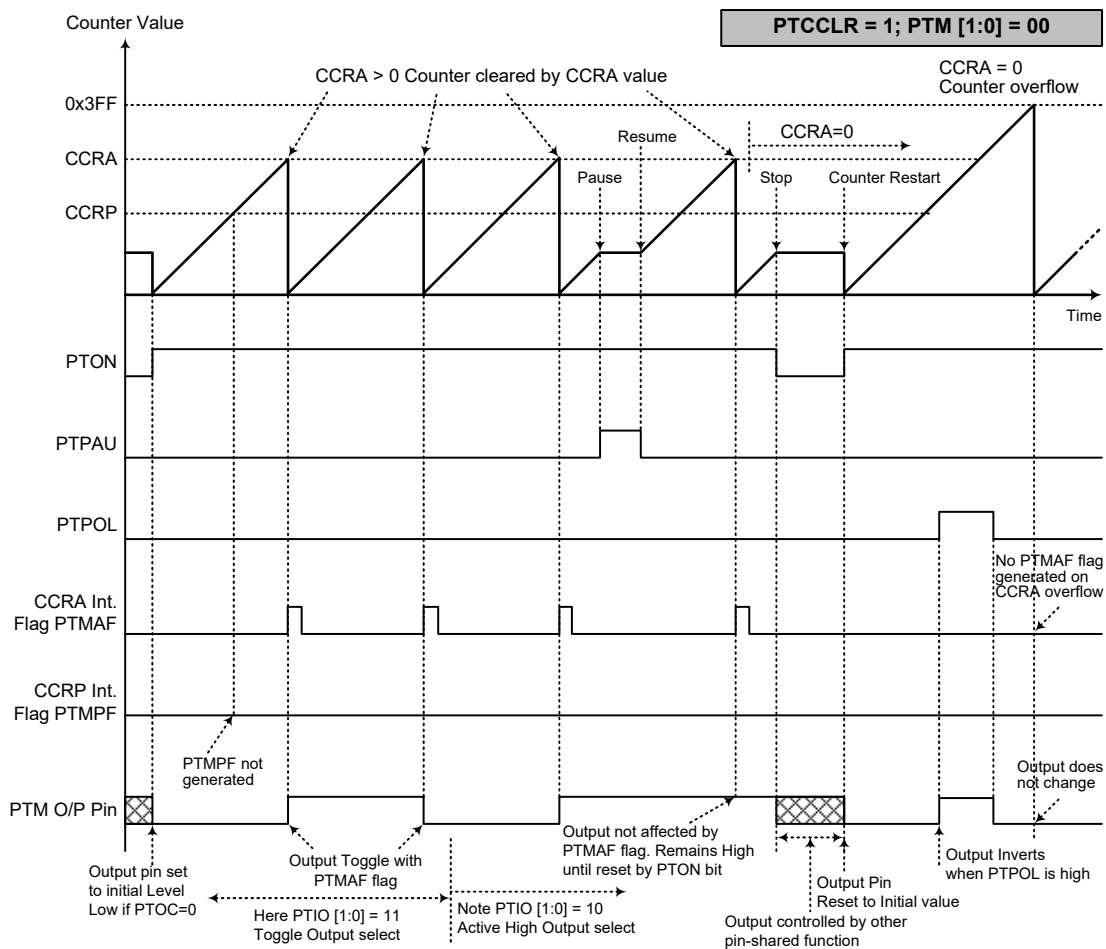 Counter Value
PTCCLR = 1; PTM [1:0] = 00
CCRA > 0 Counter cleared by CCRA value
CCRA = 0
Counter overflow
0x3FF
CCRA=0
Resume
CCRA
Pause
Stop
Counter Restart
CCRP
Time
PTON
PTPAU
PTPOL
No PTMAF flag
generated on
CCRA overflow
CCRA Int.
Flag PTMAF
CCRP Int.
Flag PTMPF
PTMPF not
generated
Output does
not change
PTM O/P Pin
Output pin set
to initial Level
Low if PTOC=0
Output Toggle with
PTMAF flag
Output not affected by
PTMAF flag. Remains High
until reset by PTON bit
Output Inverts
when PTPOL is high
Output Pin
Reset to Initial value
Here PTIO [1:0] = 11
Toggle Output select
Note PTIO [1:0] = 10
Active High Output select
Output controlled by other
pin-shared function